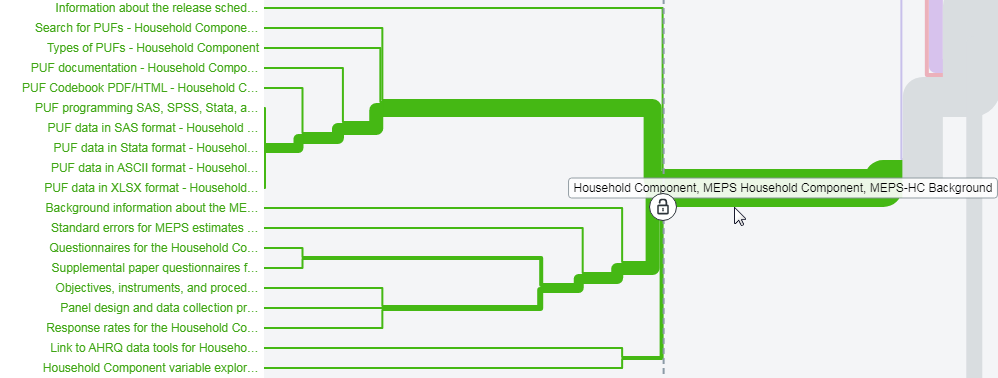 Information about the release sched...
Search for PUFs - Household Compone...
Types of PUFs - Household Component
PUF documentation - Household Compo...
PUF Codebook PDF/HTML - Household C...
PUF programming SAS, SPSS, Stata, a...
PUF data in SAS format - Household ...
PUF data in Stata format - Househol...
PUF data in ASCII format - Househol...
PUF data in XLSX format - Household...
Household Component, MEPS Household Component, MEPS-HC Background
Background information about the ME...
Standard errors for MEPS estimates ...
Questionnaires for the Household Co...
Supplemental paper questionnaires f...
Objectives, instruments, and proced...
Panel design and data collection pr...
Response rates for the Household Co...
Link to AHRQ data tools for Househo...
Household Component variable explor...